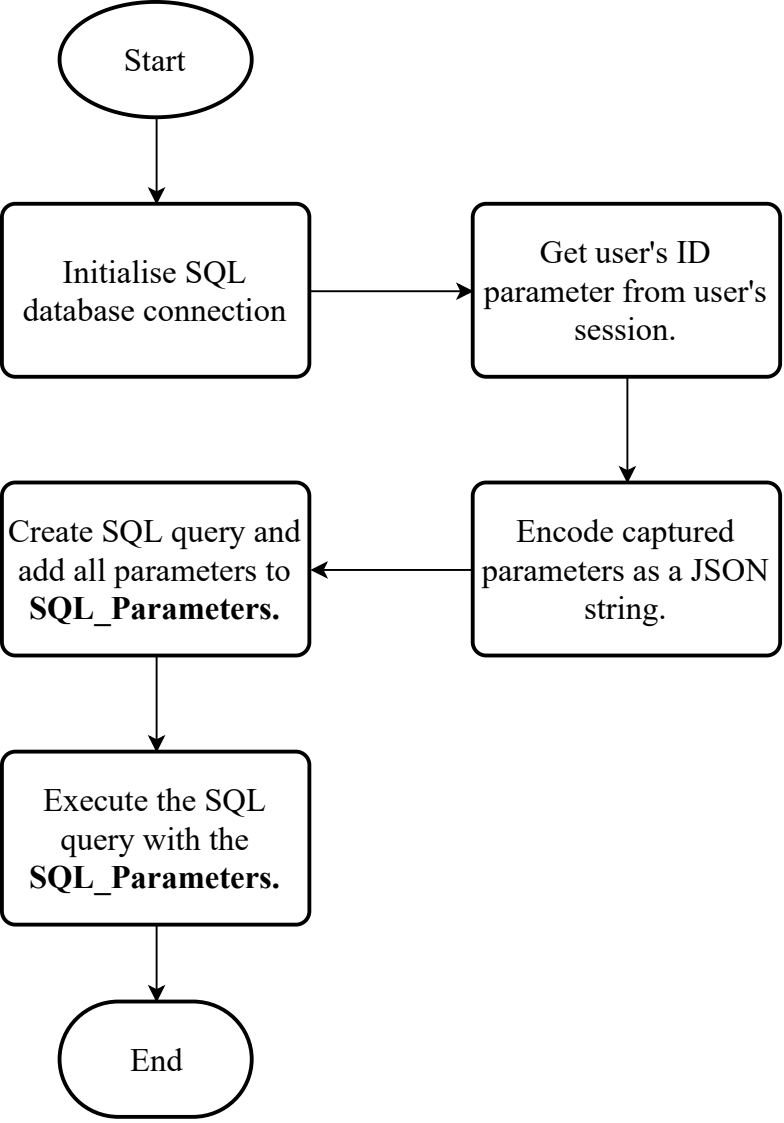 Start
Initialise SQL
database connection
Get user's ID
parameter from user's
session.
Encode captured
parameters as a JSON
string.
Create SQL query and
add all parameters to
SQL_Parameters.
Execute the SQL
query with the
SQL_Parameters.
End